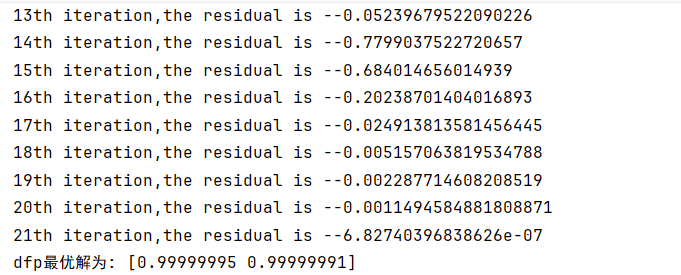 13th iteration,the residual is --0.05239679522090226
14th iteration,the residual is --0.7799037522720657
15th iteration,the residual is --0.684014656014939
16th iteration,the residual is --0.20238701404016893
17th iteration,the residual is --0.024913813581456445
18th iteration,the residual is --0.005157063819534788
19th iteration,the residual is --0.002287714608208519
20th iteration,the residual is --0.0011494584881808871
21th iteration,the residual is --6.82740396838626e-07
dfp最优解为: [0.99999995 0.99999991]